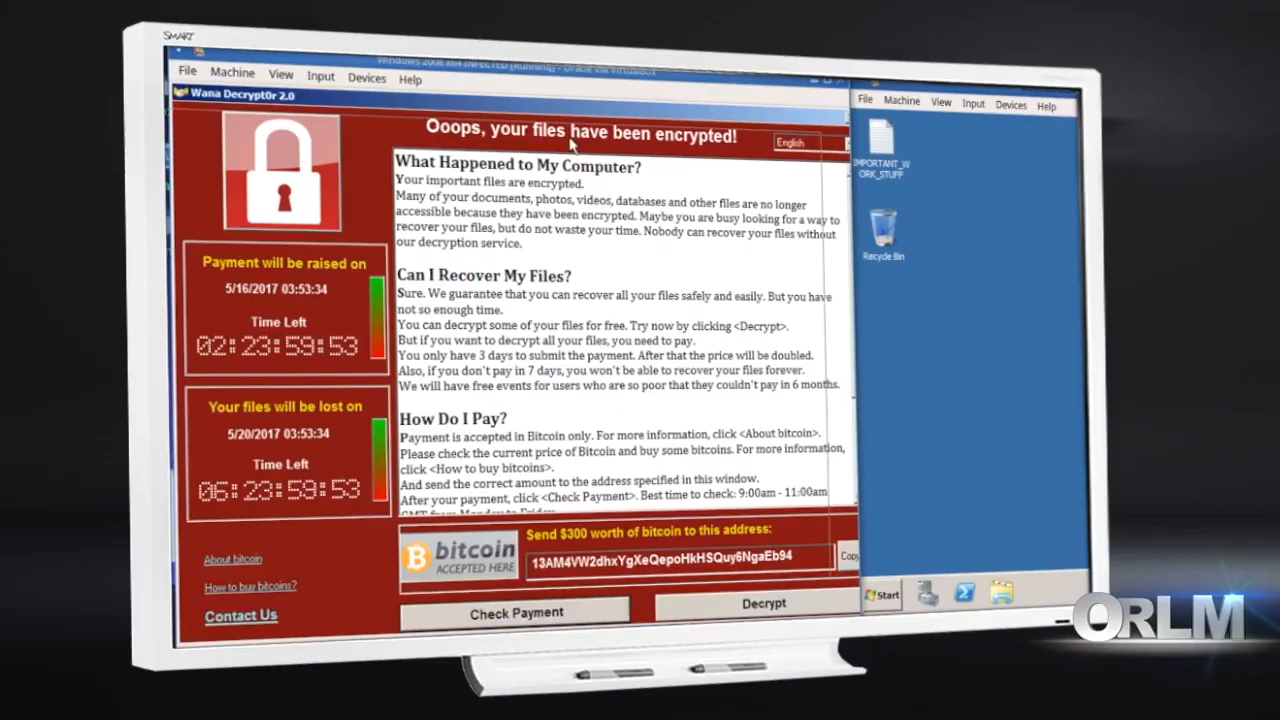 SMART
Windows 2008 x64 INFECTED [Running] - Oracle VM VirtualBox
File Machine View Input Devices Help
Wana Decrypt0r 2.0
Ooops, your files have been encrypted!
English
What Happened to My Computer?
Your important files are encrypted.
Many of your documents, photos, videos, databases and other files are no longer
accessible because they have been encrypted. Maybe you are busy looking for a way to
recover your files, but do not waste your time. Nobody can recover your files without
our decryption service.
Can I Recover My Files?
Sure. We guarantee that you can recover all your files safely and easily. But you have
not so enough time.
You can decrypt some of your files for free. Try now by clicking <Decrypt>.
But if you want to decrypt all your files, you need to pay.
You only have 3 days to submit the payment. After that the price will be doubled.
Also, if you don't pay in 7 days, you won't be able to recover your files forever.
We will have free events for users who are so poor that they couldn't pay in 6 months.
How Do I Pay?
Payment is accepted in Bitcoin only. For more information, click <About bitcoin>.
Please check the current price of Bitcoin and buy some bitcoins. For more information,
click <How to buy bitcoins>.
And send the correct amount to the address specified in this window.
After your payment, click <Check Payment>. Best time to check: 9:00am - 11:00am
GMT from Monday to Friday
Payment will be raised on
5/16/2017 03:53:34
Time Left
02:23:59:53
Your files will be lost on
5/20/2017 03:53:34
Time Left
06:23:59:53
About bitcoin
How to buy bitcoins?
Contact Us
bitcoin
ACCEPTED HERE
Send $300 worth of bitcoin to this address:
13AM4VW2dhxYgXeQepoHkHSQuy6NgaEb94
Copy
Check Payment
Decrypt
File Machine View Input Devices Help
IMPORTANT_W
ORK_STUFF
Recycle Bin
Start
ORLM